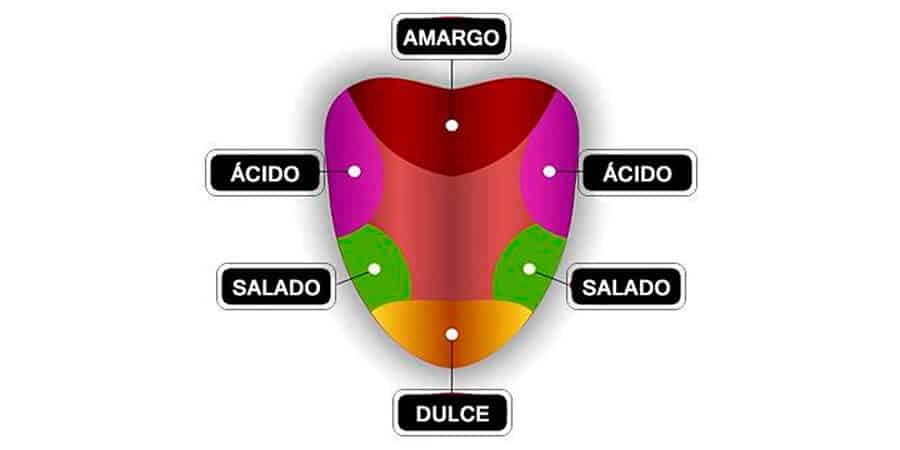 AMARGO
ÁCIDO
ÁCIDO
SALADO
SALADO
DULCE